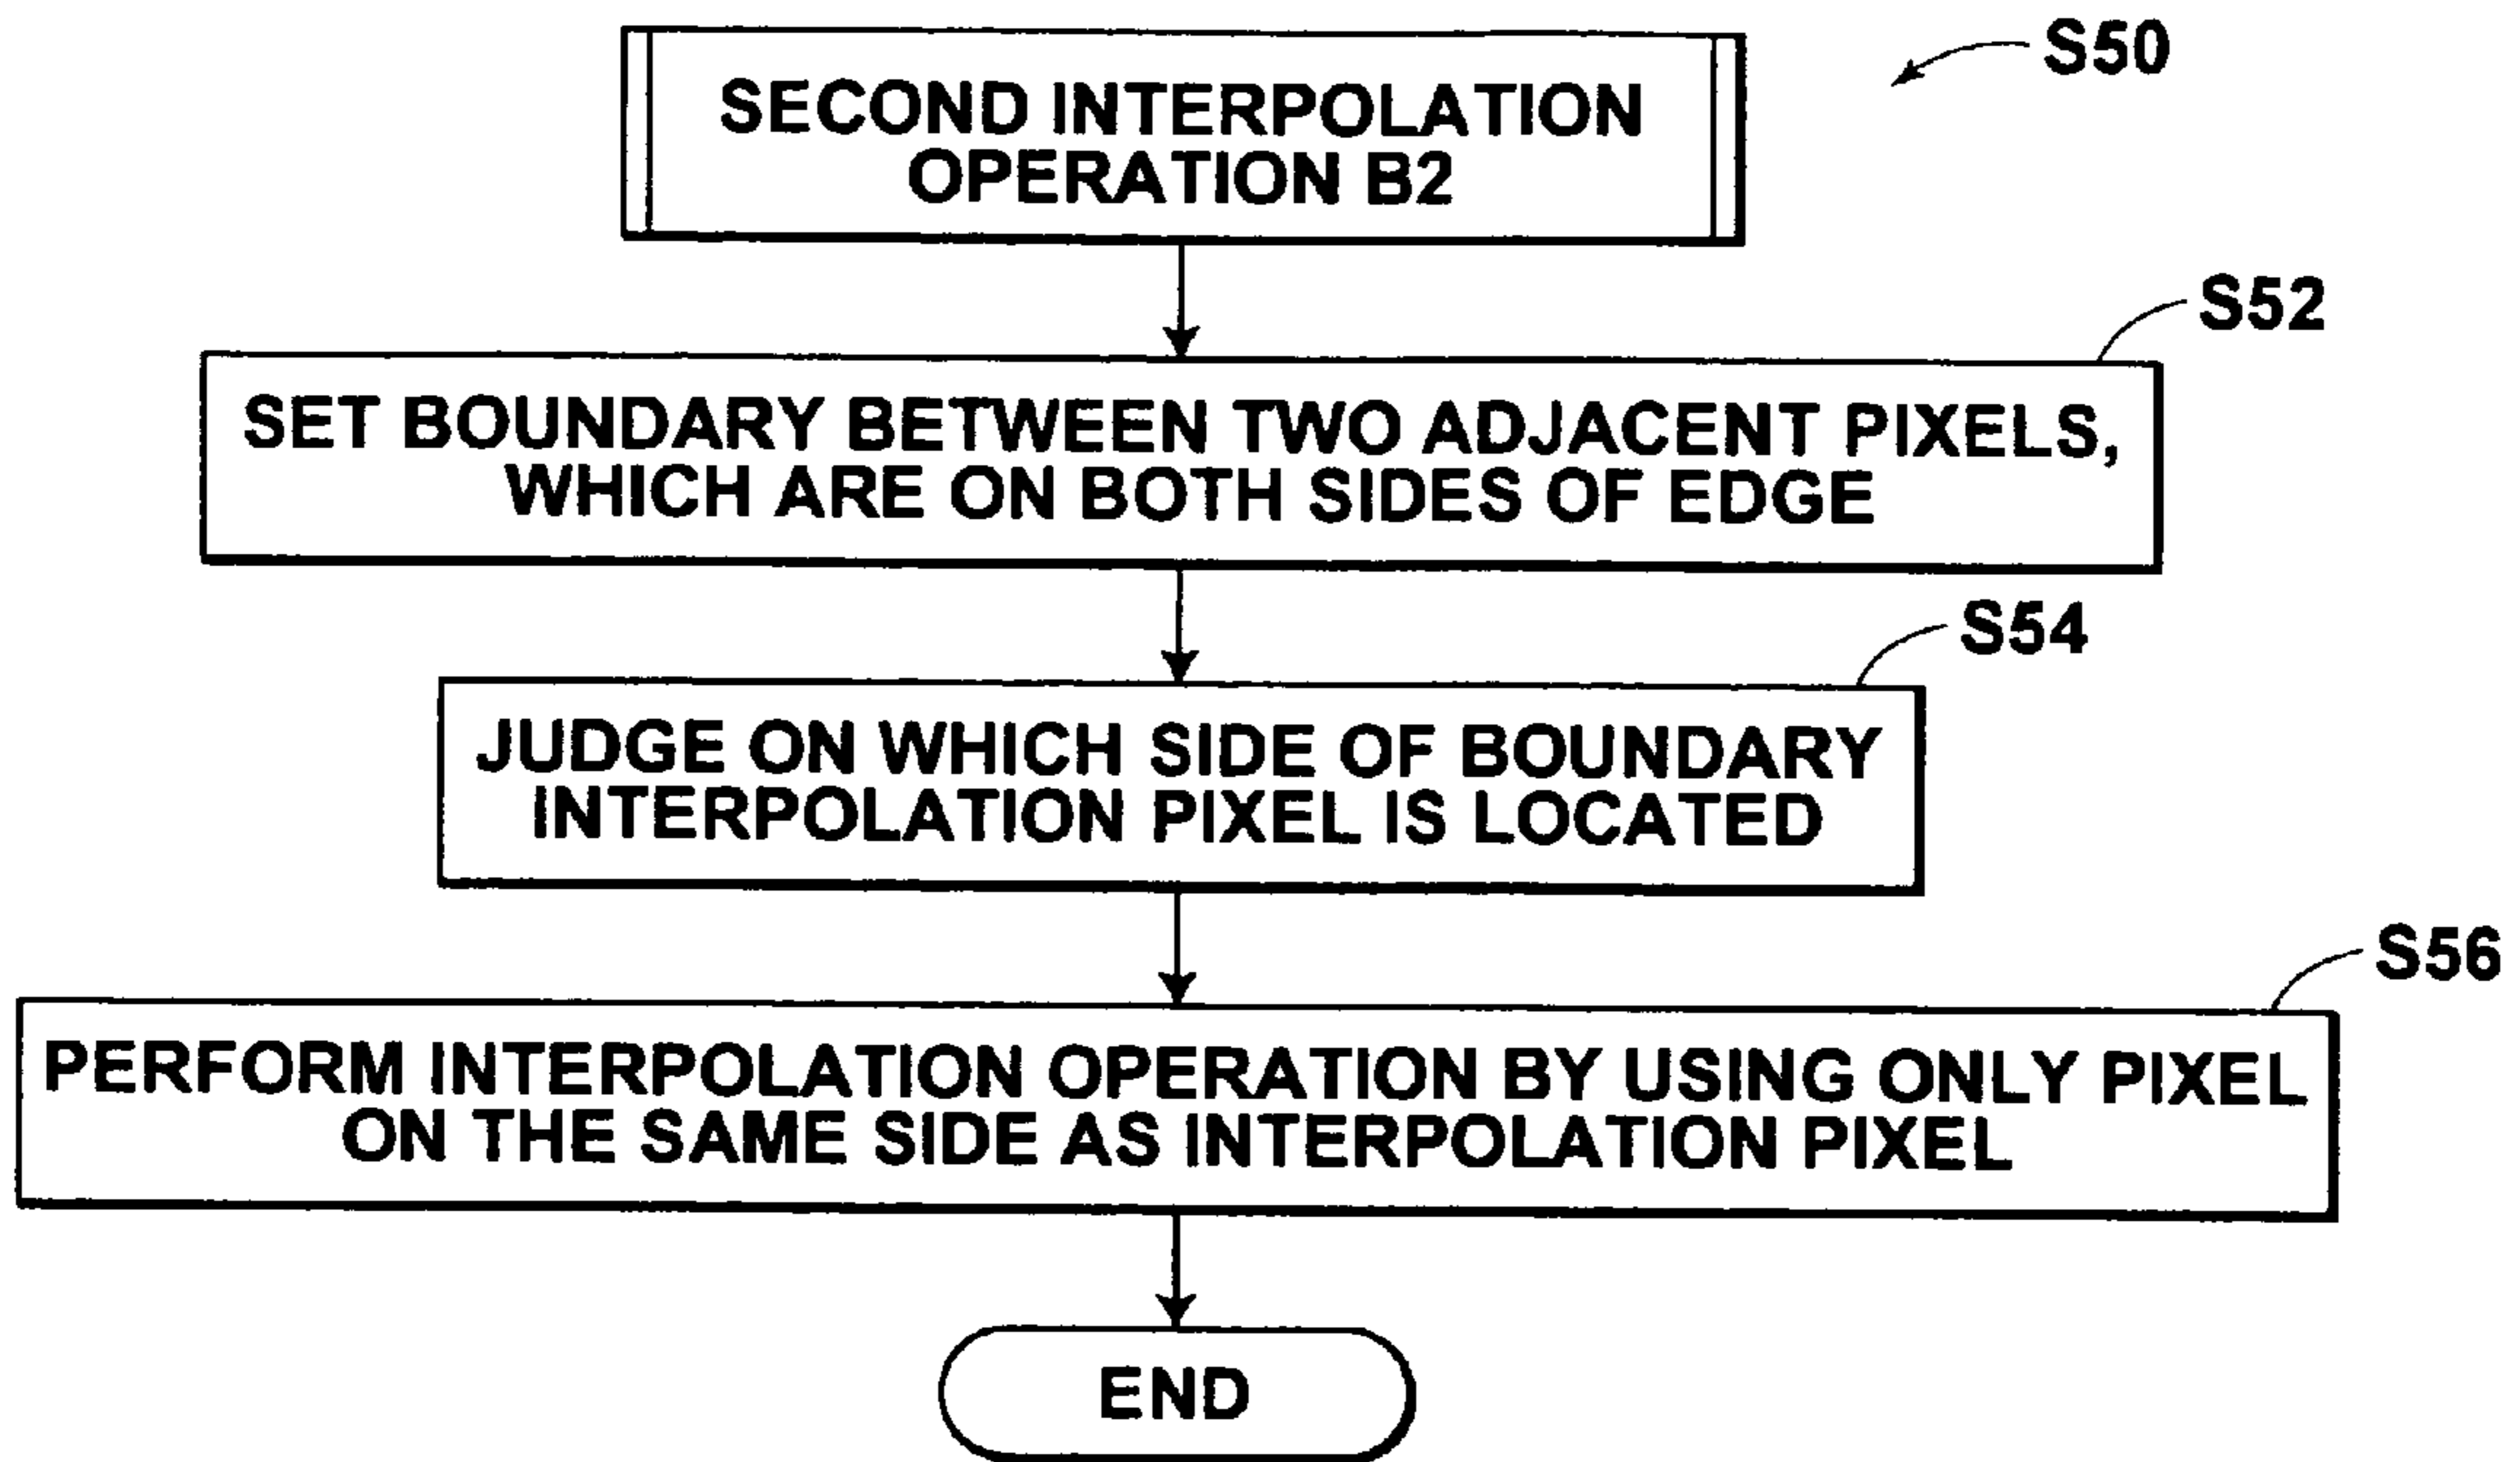 S50
SECOND INTERPOLATION
OPERATION B2
S52
SET BOUNDARY BETWEEN TWO ADJACENT PIXELS,
WHICH ARE ON BOTH SIDES OF EDGE
S54
JUDGE ON WHICH SIDE OF BOUNDARY
INTERPOLATION PIXEL IS LOCATED
S56
PERFORM INTERPOLATION OPERATION BY USING ONLY PIXEL
ON THE SAME SIDE AS INTERPOLATION PIXEL
END